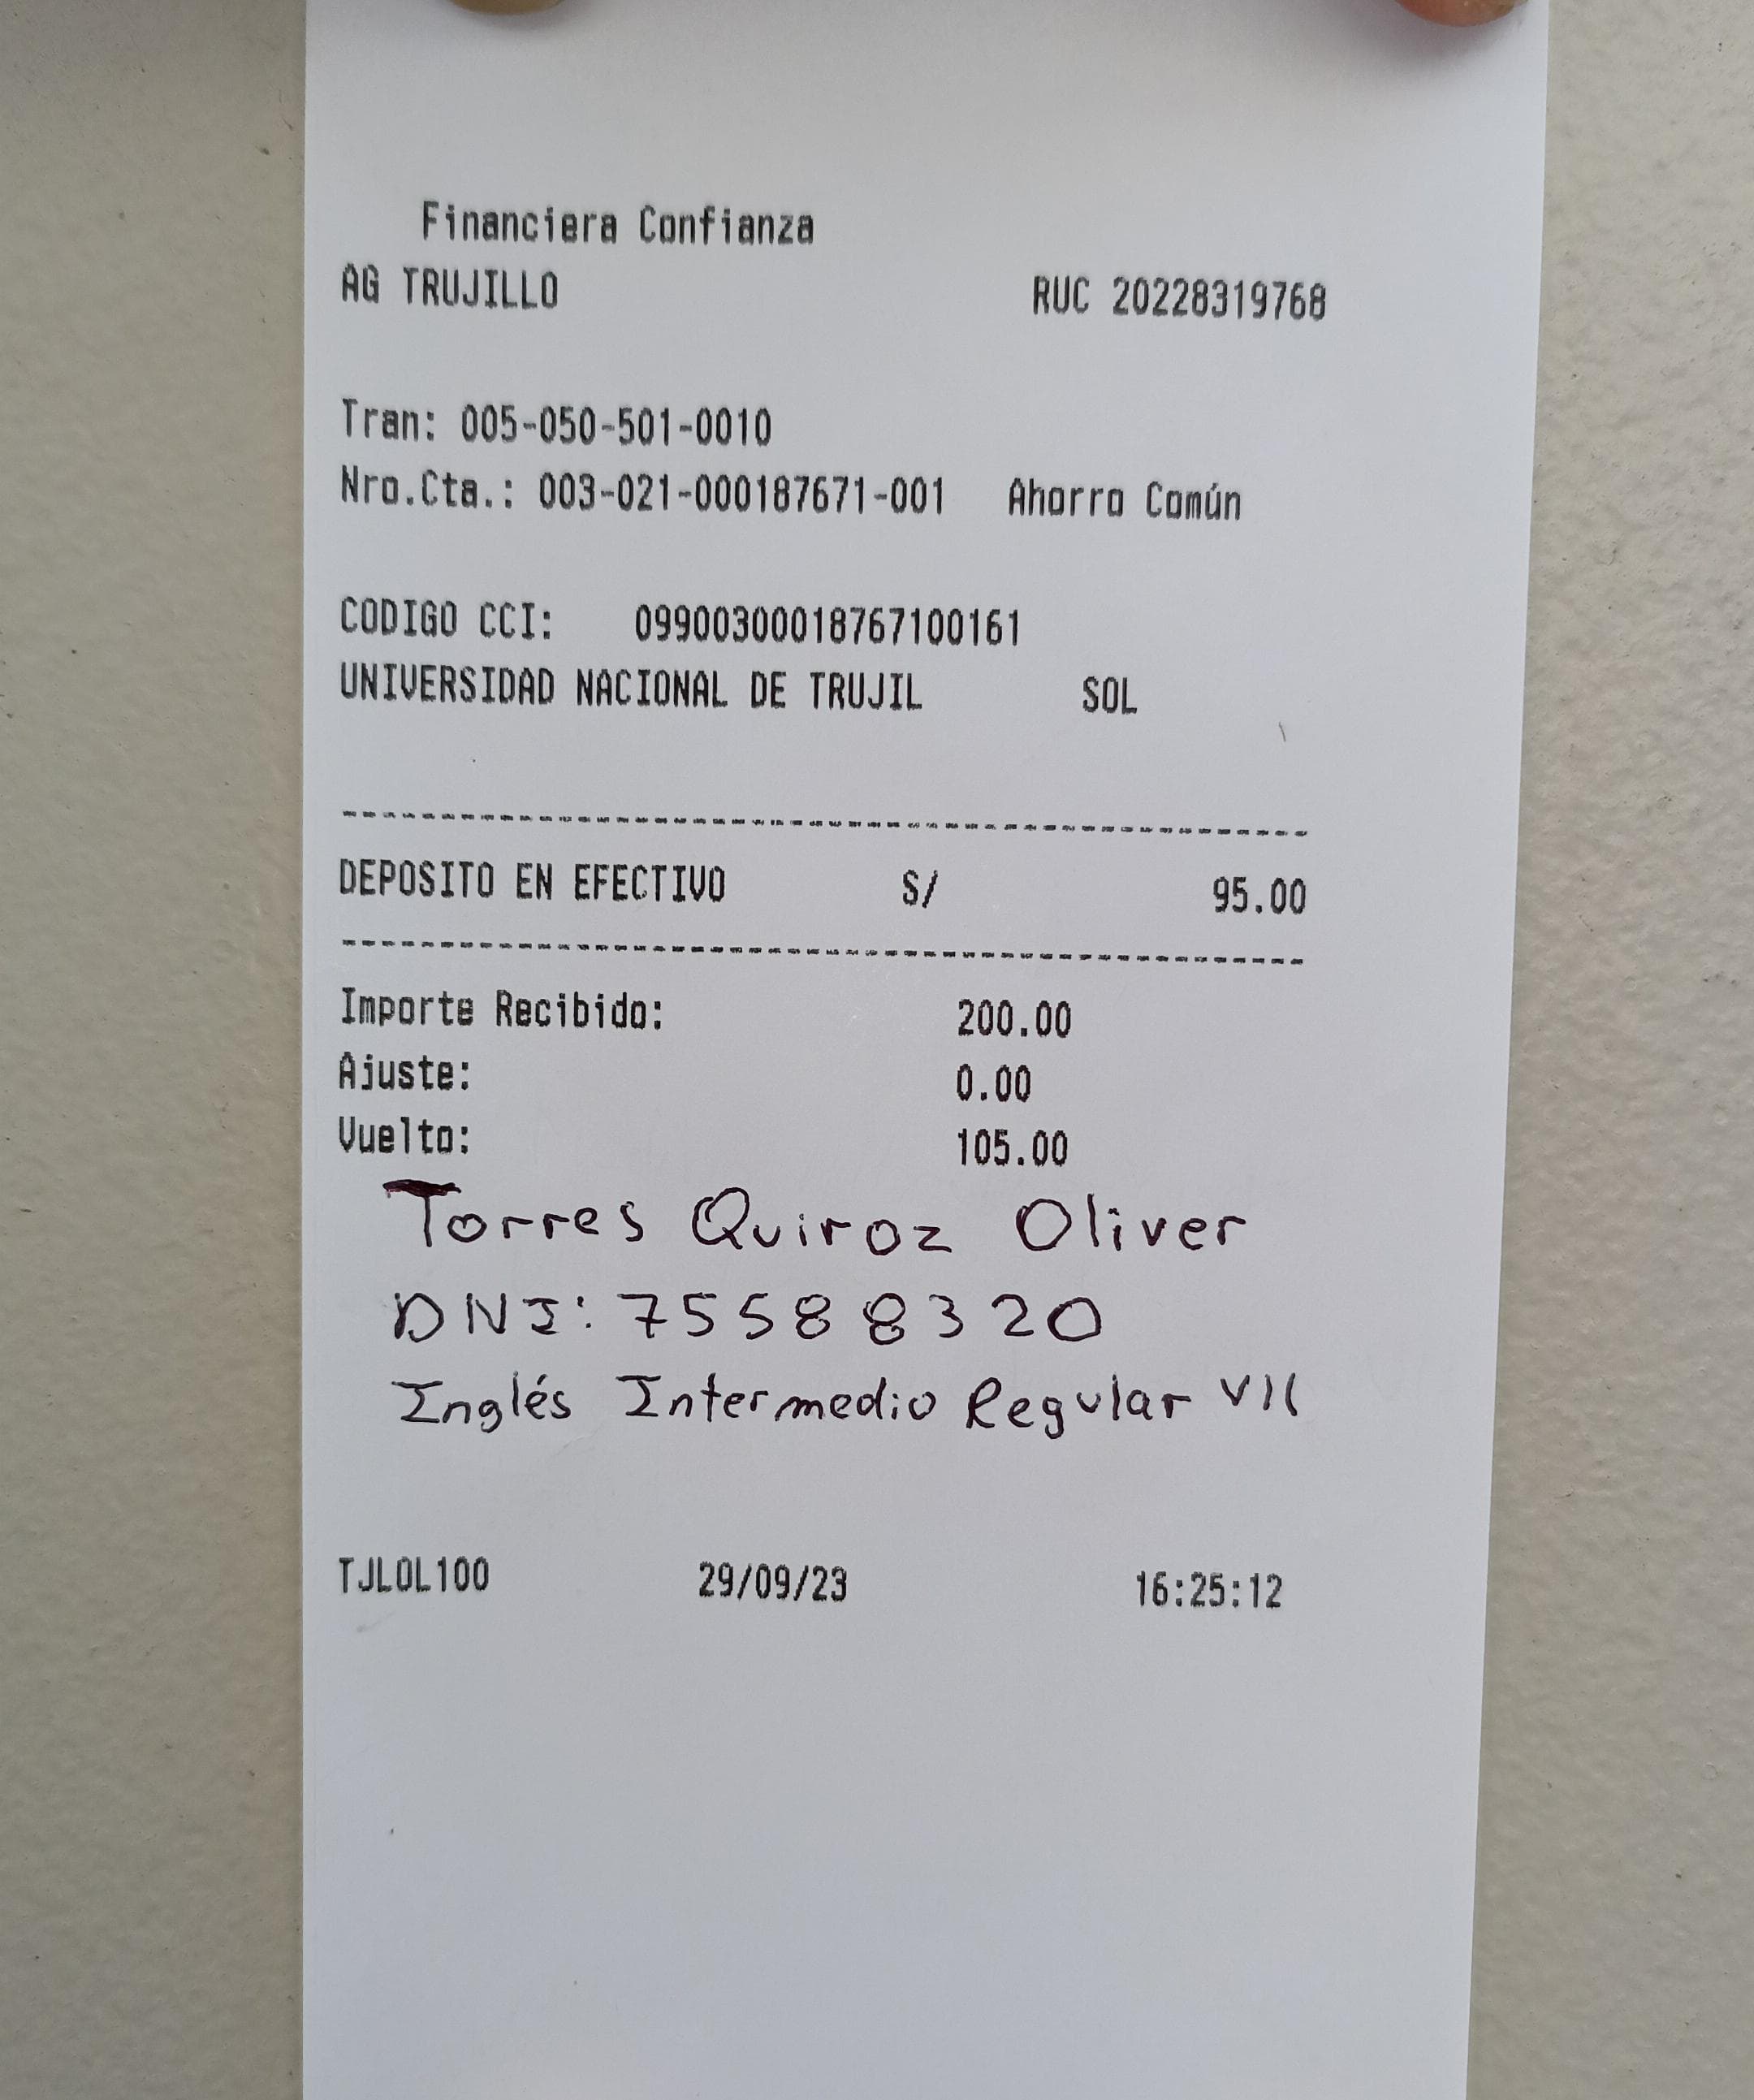 Financiera Confianza
AG TRUJILLO RUC 20228319768
Tran: 005-050-501-0010
Nro.Cta.: 003-021-000187671-001 Ahorro Común
CODIGO CCI: 09900300018767100161
UNIVERSIDAD NACIONAL DE TRUJIL SOL
DEPOSITO EN EFECTIVO S/ 95.00
Importe Recibido: 200.00
Ajuste: 0.00
Vuelto: 105.00
Torres Quiroz Oliver
DNI: 75588320
Inglés Intermedio Regular VII
TJLOL100 29/09/23 16:25:12